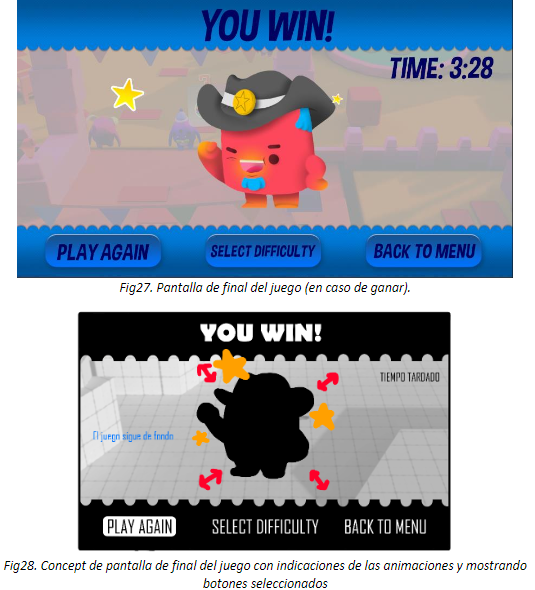 YOU WIN!
TIME: 3:28
PLAY AGAIN
SELECT DIFFICULTY
BACK TO MENU
Fig27. Pantalla de final del juego (en caso de ganar).
YOU WIN!
TIEMPO TARDADO
El juego sigue de fnndn
PLAY AGAIN
SELECT DIFFICULTY
BACK TO MENU
Fig28. Concept de pantalla de final del juego con indicaciones de las animaciones y mostrando
botones seleccionados